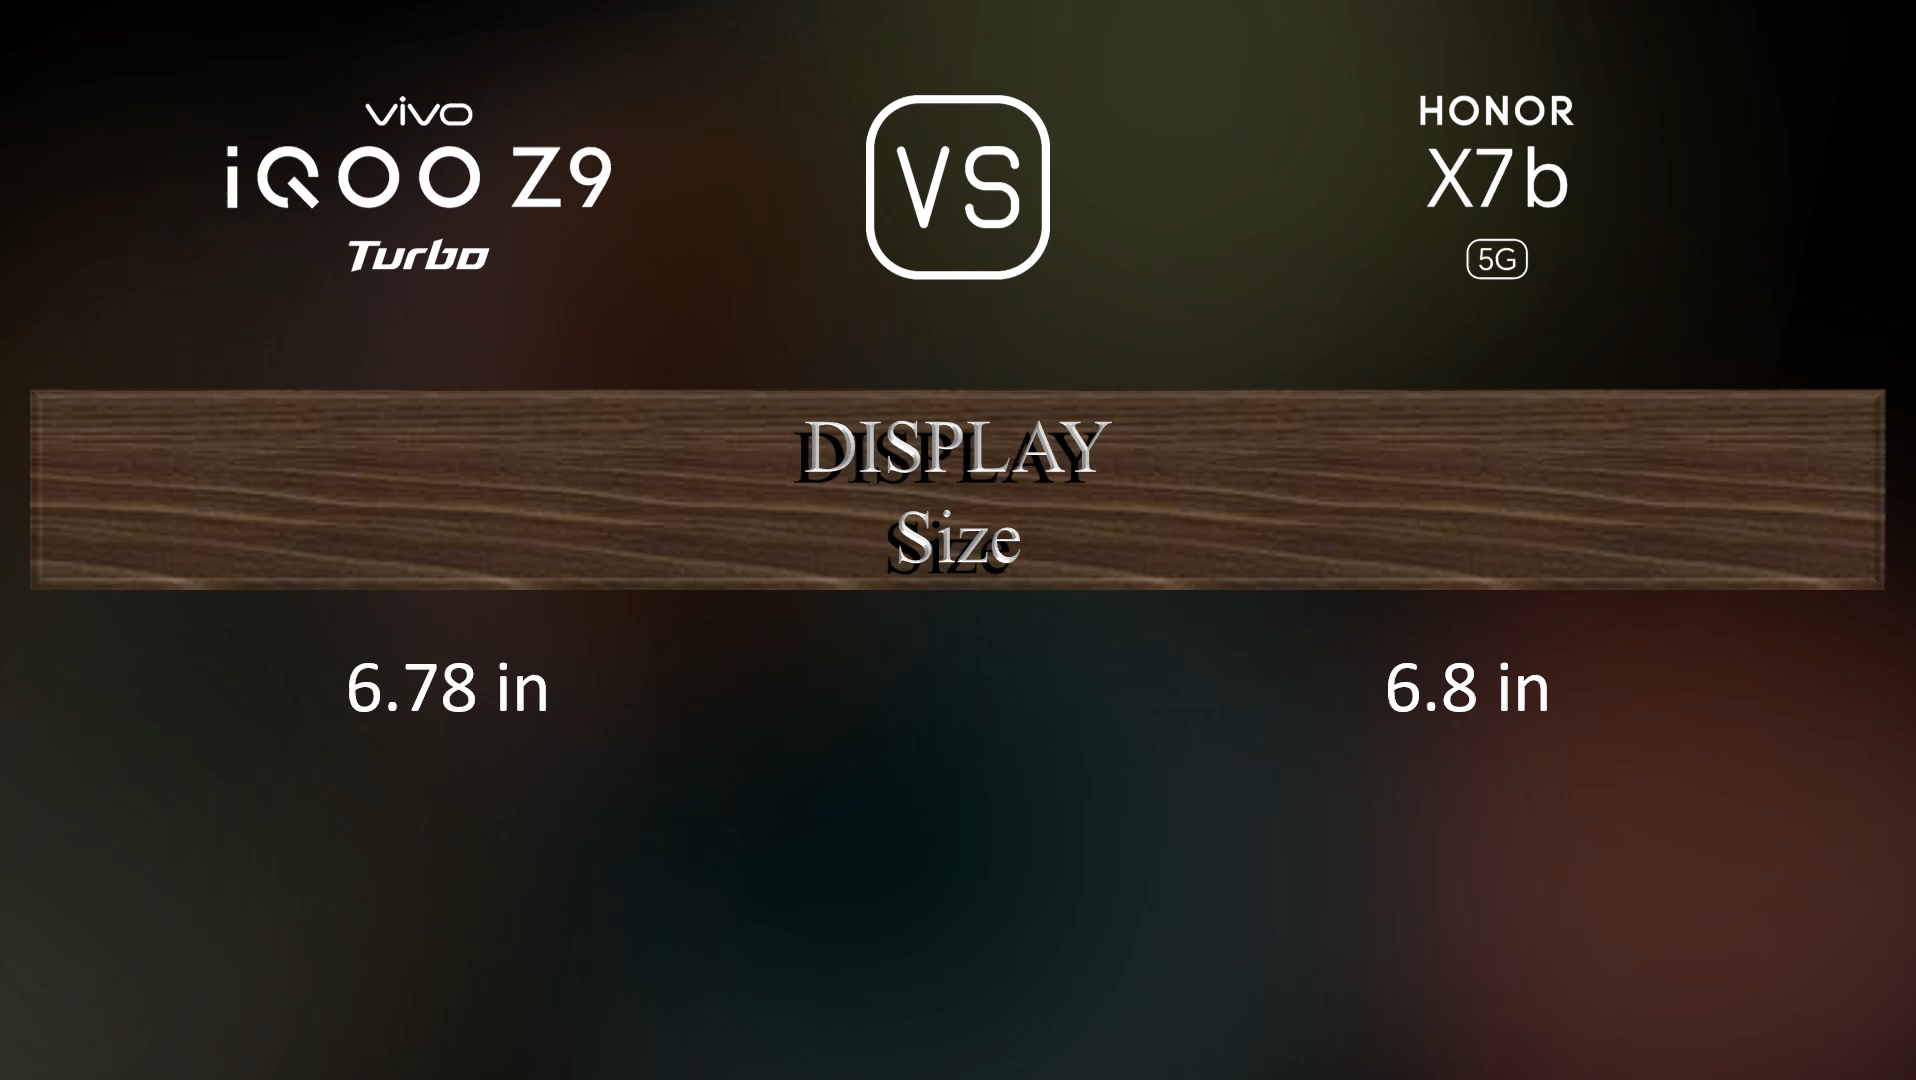 vivo
iQOO Z9
Turbo
VS
HONOR
X7b
5G
DISPLAY
Size
6.78 in
6.8 in